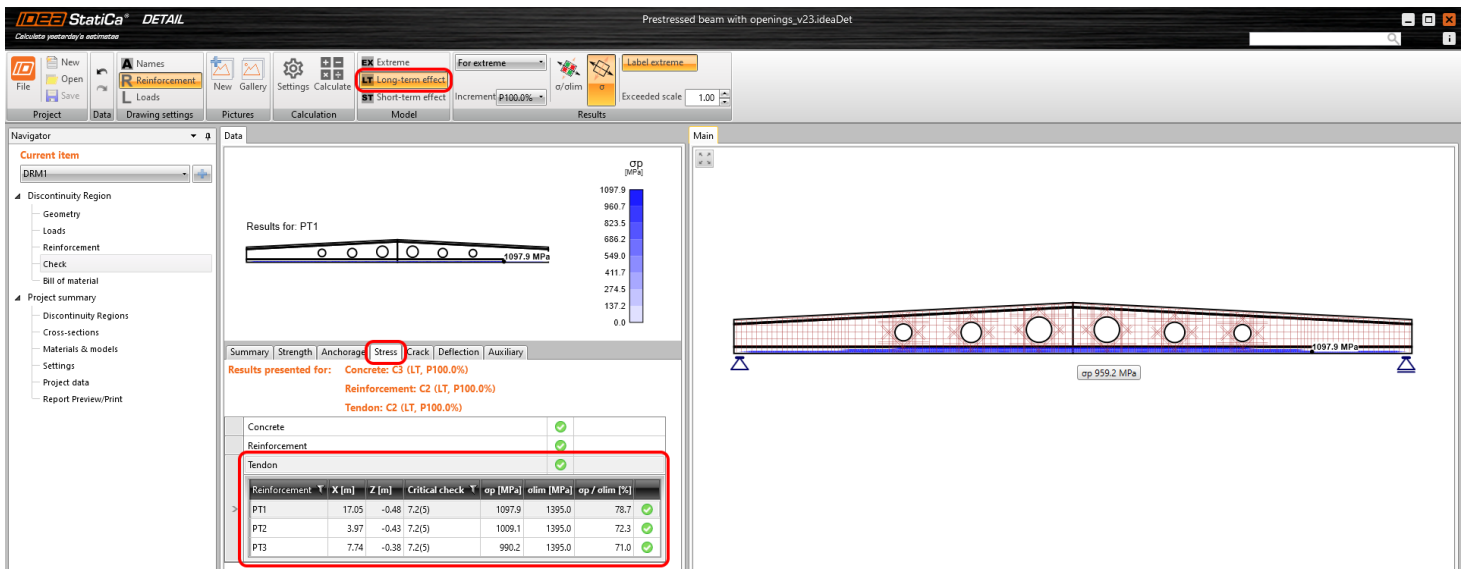 IDEA StatiCa® DETAIL
Calculate yesterday's estimates
Prestressed beam with openings_v23.ideaDet
File
New
Open
Save
Project
Data
A Names
R Reinforcement
L Loads
Drawing settings
New
Gallery
Pictures
Settings
Calculate
Calculation
EX Extreme
LT Long-term effect
ST Short-term effect
Model
For extreme
Increment P100.0%
σ/σlim
σ
Label extreme
Exceeded scale 1.00
Results
Navigator
Current item
DRM1
Discontinuity Region
Geometry
Loads
Reinforcement
Check
Bill of material
Project summary
Discontinuity Regions
Cross-sections
Materials & models
Settings
Project data
Report Preview/Print
Data
σp
[MPa]
1097.9
960.7
823.5
686.2
549.0
411.7
274.5
137.2
0.0
Results for: PT1
1097.9 MPa
Summary Strength Anchorage Stress Crack Deflection Auxiliary
Results presented for: Concrete: C3 (LT, P100.0%)
Reinforcement: C2 (LT, P100.0%)
Tendon: C2 (LT, P100.0%)
Concrete
Reinforcement
Tendon
Reinforcement X [m] Z [m] Critical check σp [MPa] σlim [MPa] σp / σlim [%]
PT1 17.05 -0.48 7.2(5) 1097.9 1395.0 78.7
PT2 3.97 -0.43 7.2(5) 1009.1 1395.0 72.3
PT3 7.74 -0.38 7.2(5) 990.2 1395.0 71.0
Main
1097.9 MPa
σp 959.2 MPa